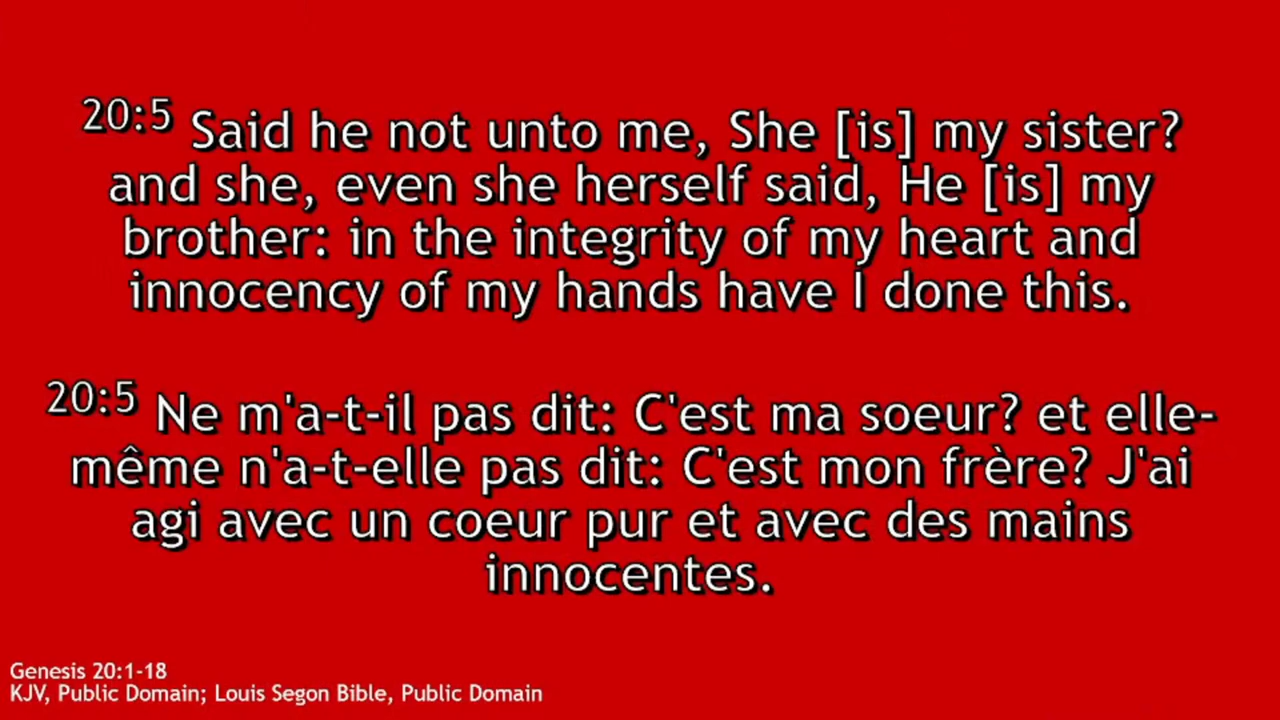 20:5 Said he not unto me, She [is] my sister?
and she, even she herself said, He [is] my
brother: in the integrity of my heart and
innocency of my hands have I done this.
20:5 Ne m'a-t-il pas dit: C'est ma soeur? et elle-
même n'a-t-elle pas dit: C'est mon frère? J'ai
agi avec un coeur pur et avec des mains
innocentes.
Genesis 20:1-18
KJV, Public Domain; Louis Segon Bible, Public Domain